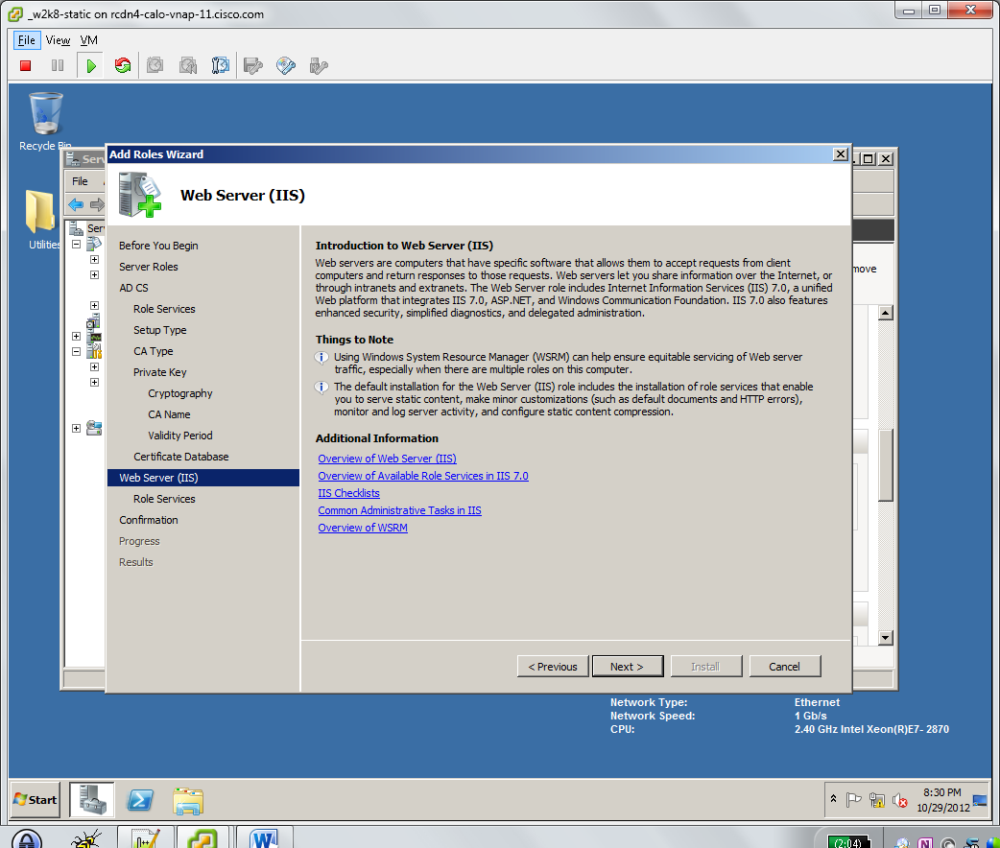 _w2k8-static on rcdn4-calo-vnap-11.cisco.com
File View VM
Recycle Bin
Utilities
File
Add Roles Wizard
Web Server (IIS)
Before You Begin
Server Roles
AD CS
Role Services
Setup Type
CA Type
Private Key
Cryptography
CA Name
Validity Period
Certificate Database
Web Server (IIS)
Role Services
Confirmation
Progress
Results
Introduction to Web Server (IIS)
Web servers are computers that have specific software that allows them to accept requests from client
computers and return responses to those requests. Web servers let you share information over the Internet, or
through intranets and extranets. The Web Server role includes Internet Information Services (IIS) 7.0, a unified
Web platform that integrates IIS 7.0, ASP.NET, and Windows Communication Foundation. IIS 7.0 also features
enhanced security, simplified diagnostics, and delegated administration.
Things to Note
Using Windows System Resource Manager (WSRM) can help ensure equitable servicing of Web server
traffic, especially when there are multiple roles on this computer.
The default installation for the Web Server (IIS) role includes the installation of role services that enable
you to serve static content, make minor customizations (such as default documents and HTTP errors),
monitor and log server activity, and configure static content compression.
Additional Information
Overview of Web Server (IIS)
Overview of Available Role Services in IIS 7.0
IIS Checklists
Common Administrative Tasks in IIS
Overview of WSRM
< Previous Next > Install Cancel
Network Type: Ethernet
Network Speed: 1 Gb/s
CPU: 2.40 GHz Intel Xeon(R)E7- 2870
Start
8:30 PM
10/29/2012
(2:04)